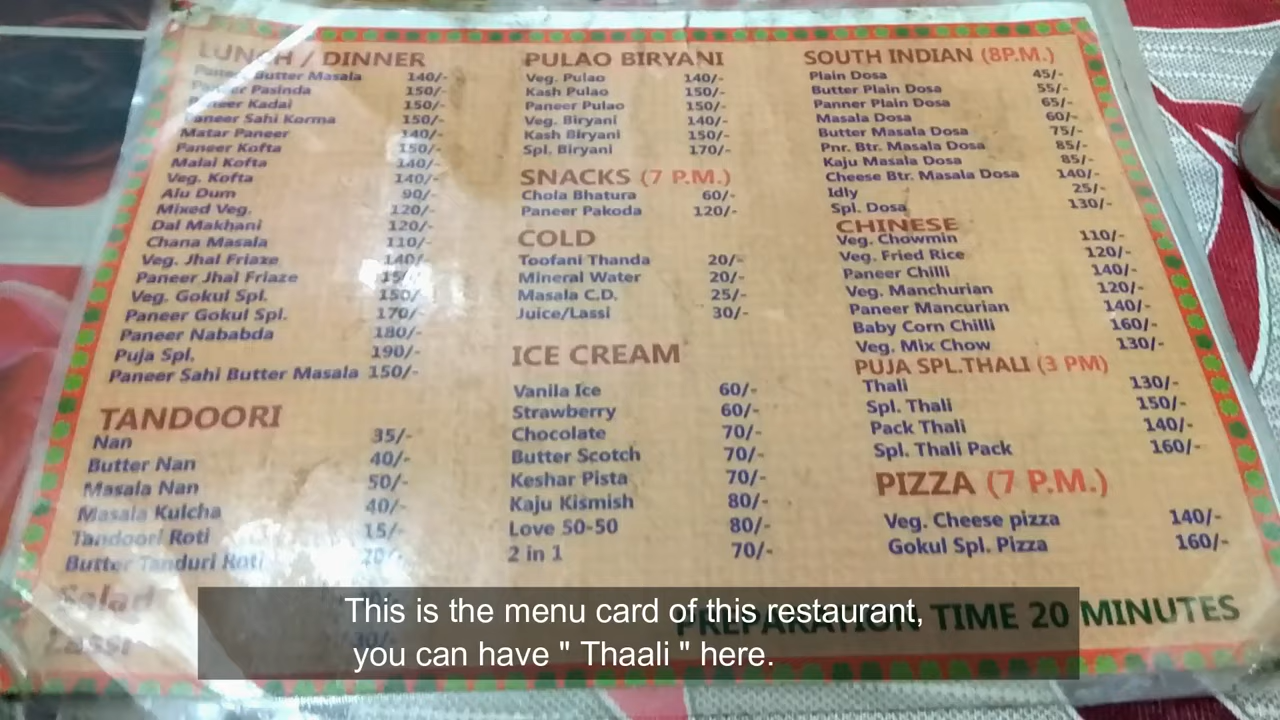 LUNCH / DINNER
Paneer Butter Masala 140/-
Paneer Pasinda 150/-
Paneer Kadai 150/-
Paneer Sahi Korma 150/-
Matar Paneer 140/-
Paneer Kofta 150/-
Malai Kofta 140/-
Veg. Kofta 140/-
Alu Dum 90/-
Mixed Veg. 120/-
Dal Makhani 120/-
Chana Masala 110/-
Veg. Jhal Friaze 140/-
Paneer Jhal Friaze
Veg. Gokul Spl. 150/-
Paneer Gokul Spl. 170/-
Paneer Nababda 180/-
Puja Spl. 190/-
Paneer Sahi Butter Masala 150/-
TANDOORI
Nan 35/-
Butter Nan 40/-
Masala Nan 50/-
Masala Kulcha 40/-
Tandoori Roti 15/-
Butter Tanduri Roti 20/-
Salad
Lassi 30/-
PULAO BIRYANI
Veg. Pulao 140/-
Kash Pulao 150/-
Paneer Pulao 150/-
Veg. Biryani 140/-
Kash Biryani 150/-
Spl. Biryani 170/-
SNACKS (7 P.M.)
Chola Bhatura 60/-
Paneer Pakoda 120/-
COLD
Toofani Thanda 20/-
Mineral Water 20/-
Masala C.D. 25/-
Juice/Lassi 30/-
ICE CREAM
Vanila Ice 60/-
Strawberry 60/-
Chocolate 70/-
Butter Scotch 70/-
Keshar Pista 70/-
Kaju Kismish 80/-
Love 50-50 80/-
2 in 1 70/-
SOUTH INDIAN (8P.M.)
Plain Dosa 45/-
Butter Plain Dosa 55/-
Panner Plain Dosa 65/-
Masala Dosa 60/-
Butter Masala Dosa 75/-
Pnr. Btr. Masala Dosa 85/-
Kaju Masala Dosa 85/-
Cheese Btr. Masala Dosa 140/-
Idly 25/-
Spl. Dosa 130/-
CHINESE
Veg. Chowmin 110/-
Veg. Fried Rice 120/-
Paneer Chilli 140/-
Veg. Manchurian 120/-
Paneer Mancurian 140/-
Baby Corn Chilli 160/-
Veg. Mix Chow 130/-
PUJA SPL.THALI (3 PM)
Thali 130/-
Spl. Thali 150/-
Pack Thali 140/-
Spl. Thali Pack 160/-
PIZZA (7 P.M.)
Veg. Cheese pizza 140/-
Gokul Spl. Pizza 160/-
PREPARATION TIME 20 MINUTES
This is the menu card of this restaurant,
you can have " Thaali " here.